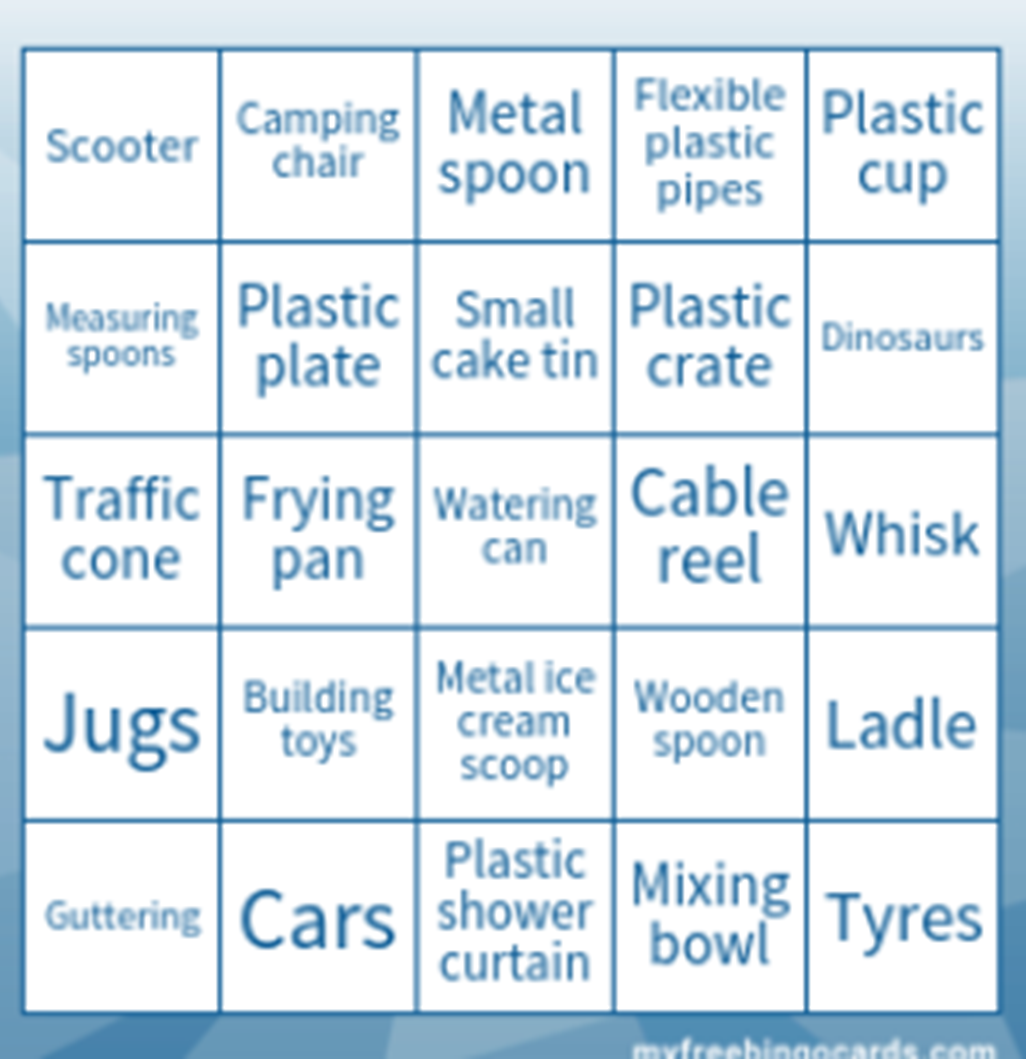 Scooter
Camping
chair
Metal
spoon
Flexible
plastic
pipes
Plastic
cup
Measuring
spoons
Plastic
plate
Small
cake tin
Plastic
crate
Dinosaurs
Traffic
cone
Frying
pan
Watering
can
Cable
reel
Whisk
Jugs
Building
toys
Metal ice
cream
scoop
Wooden
spoon
Ladle
Guttering
Cars
Plastic
shower
curtain
Mixing
bowl
Tyres
myfreebingocards.com